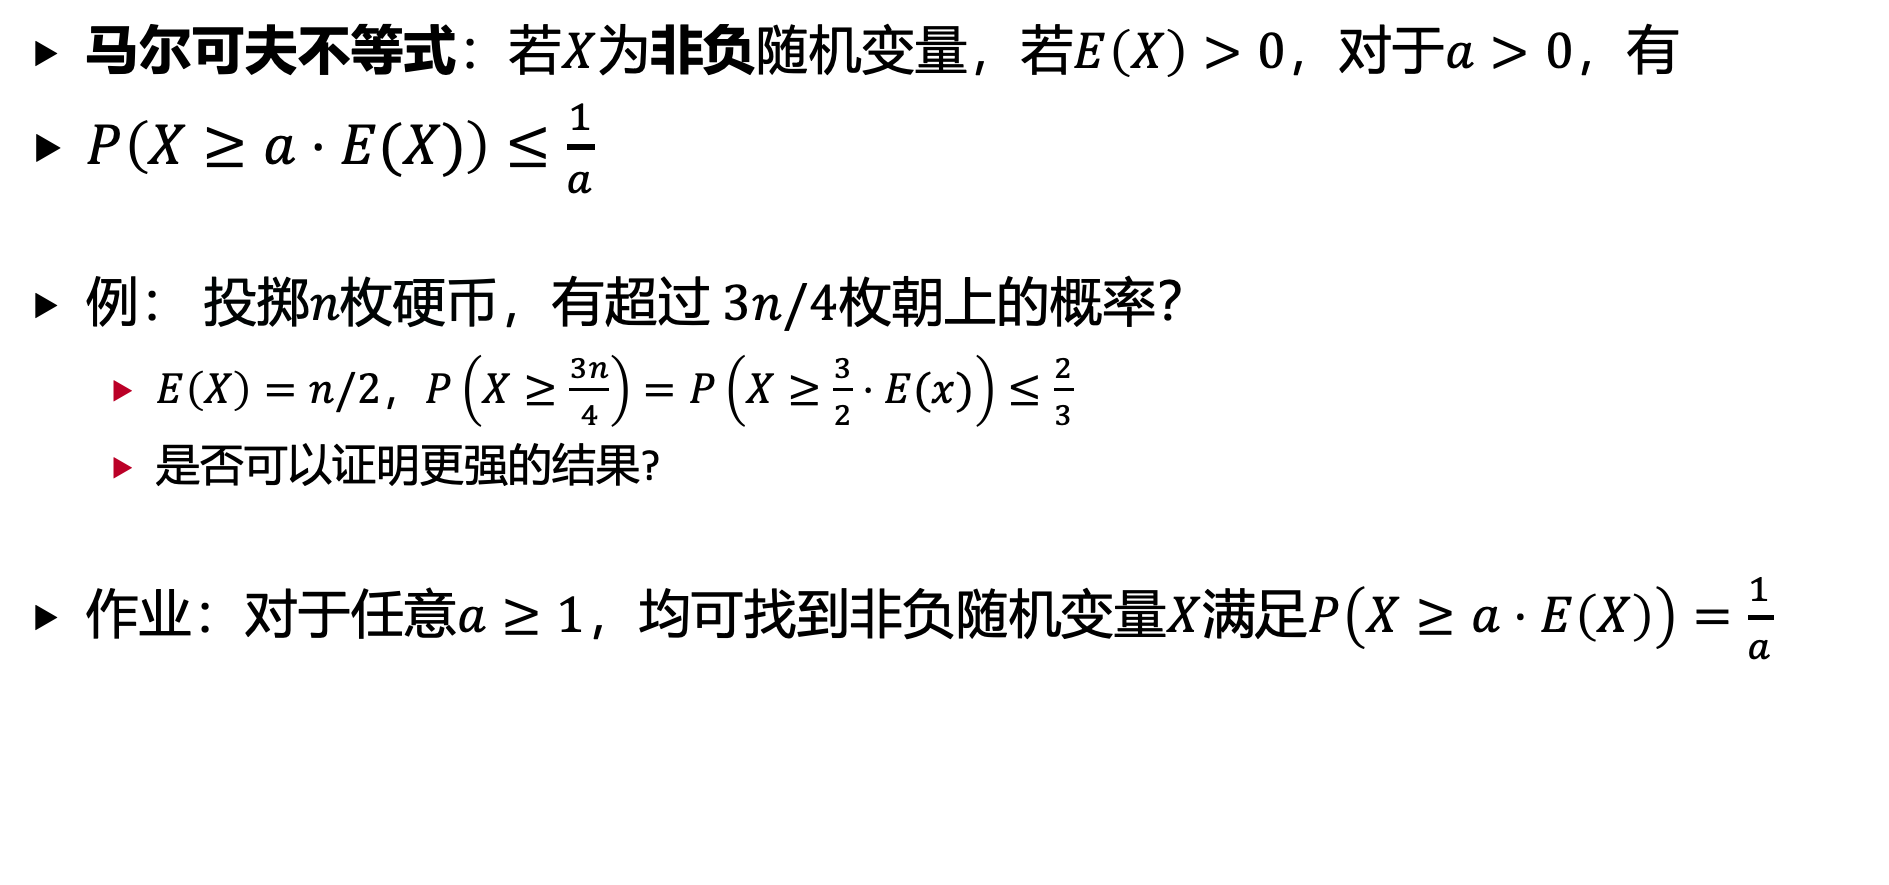 ▶ 马尔可夫不等式：若X为非负随机变量，若E(X) > 0，对于a > 0，有
▶ P(X ≥ a · E(X)) ≤ 1/a
▶ 例： 投掷n枚硬币，有超过 3n/4枚朝上的概率？
▶ E(X) = n/2，P(X ≥ 3n/4) = P(X ≥ 3/2 · E(x)) ≤ 2/3
▶ 是否可以证明更强的结果?
▶ 作业：对于任意a ≥ 1，均可找到非负随机变量X满足P(X ≥ a · E(X)) = 1/a